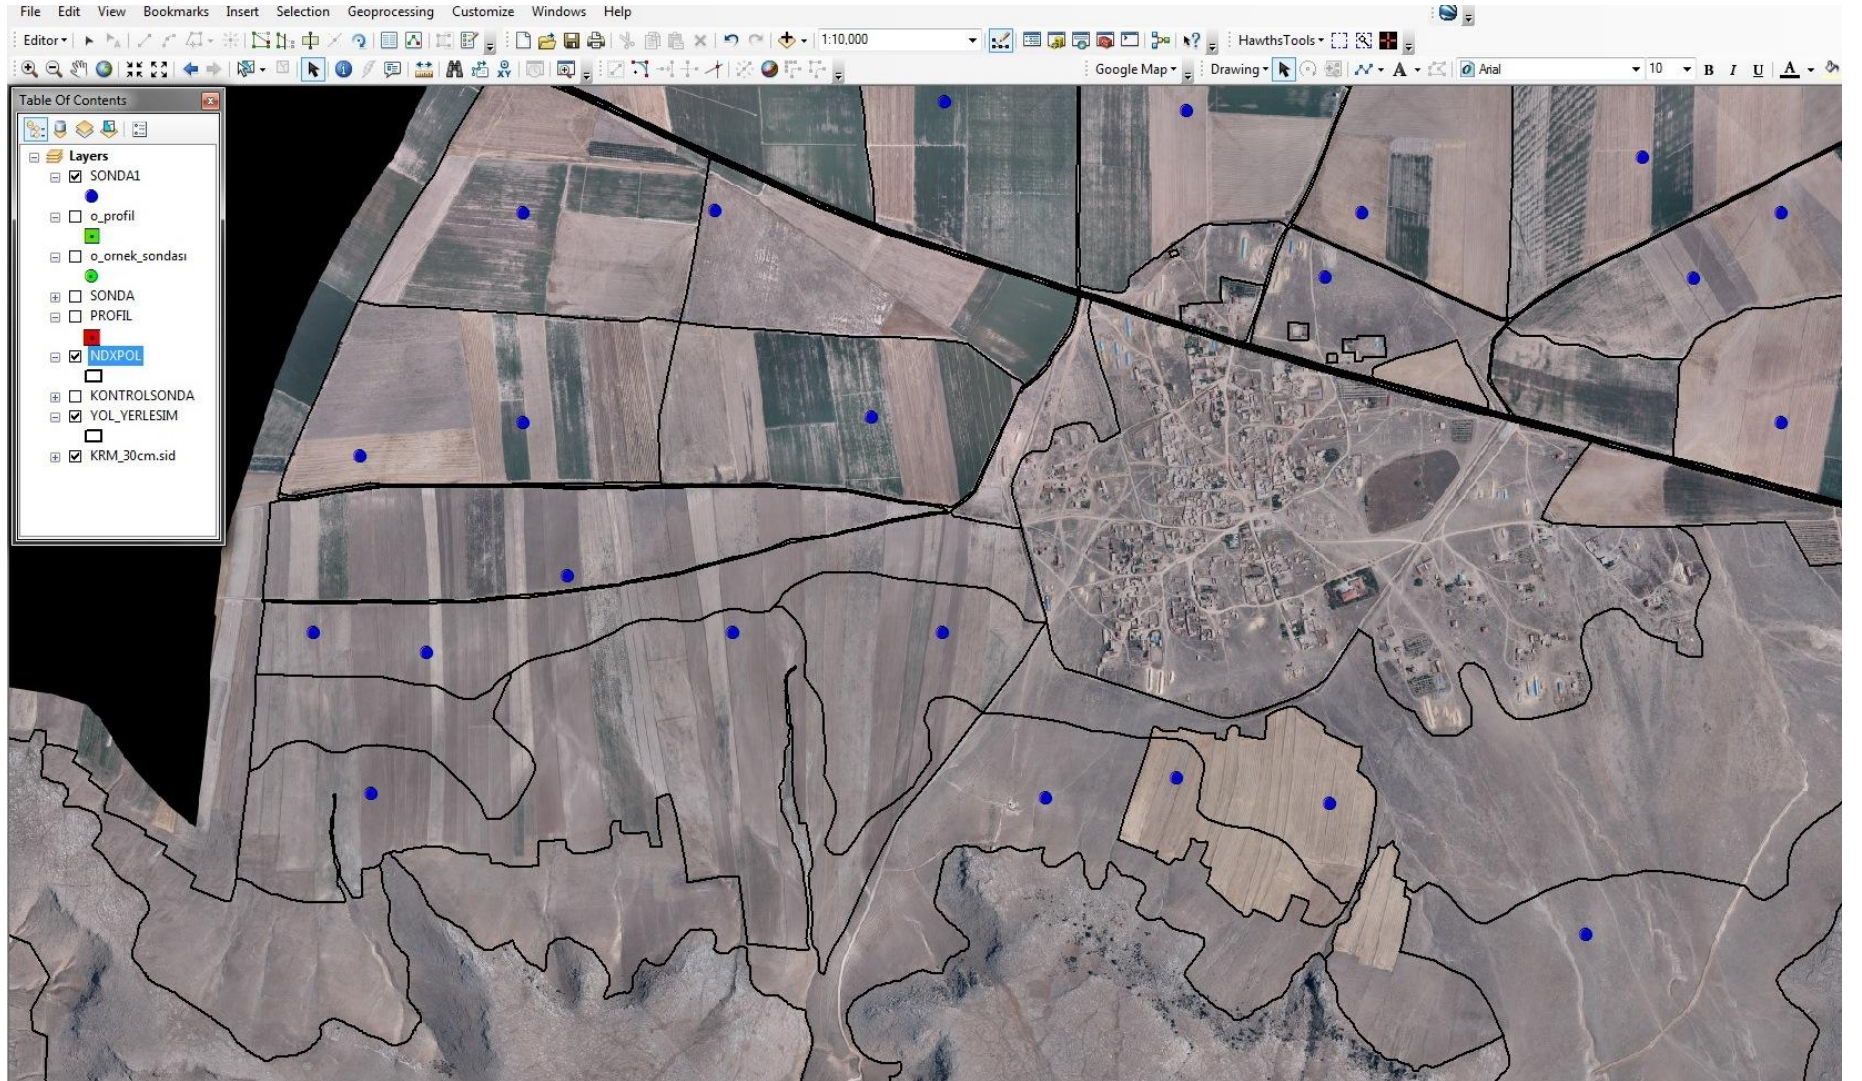 File Edit View Bookmarks Insert Selection Geoprocessing Customize Windows Help
Editor 1:10,000 HawthsTools
Google Map Drawing A Arial 10 B I U A
Table Of Contents
Layers
SONDA1
o_profil
o_ornek_sondası
SONDA
PROFIL
NDXPOL
KONTROLSONDA
YOL_YERLESIM
KRM_30cm.sid